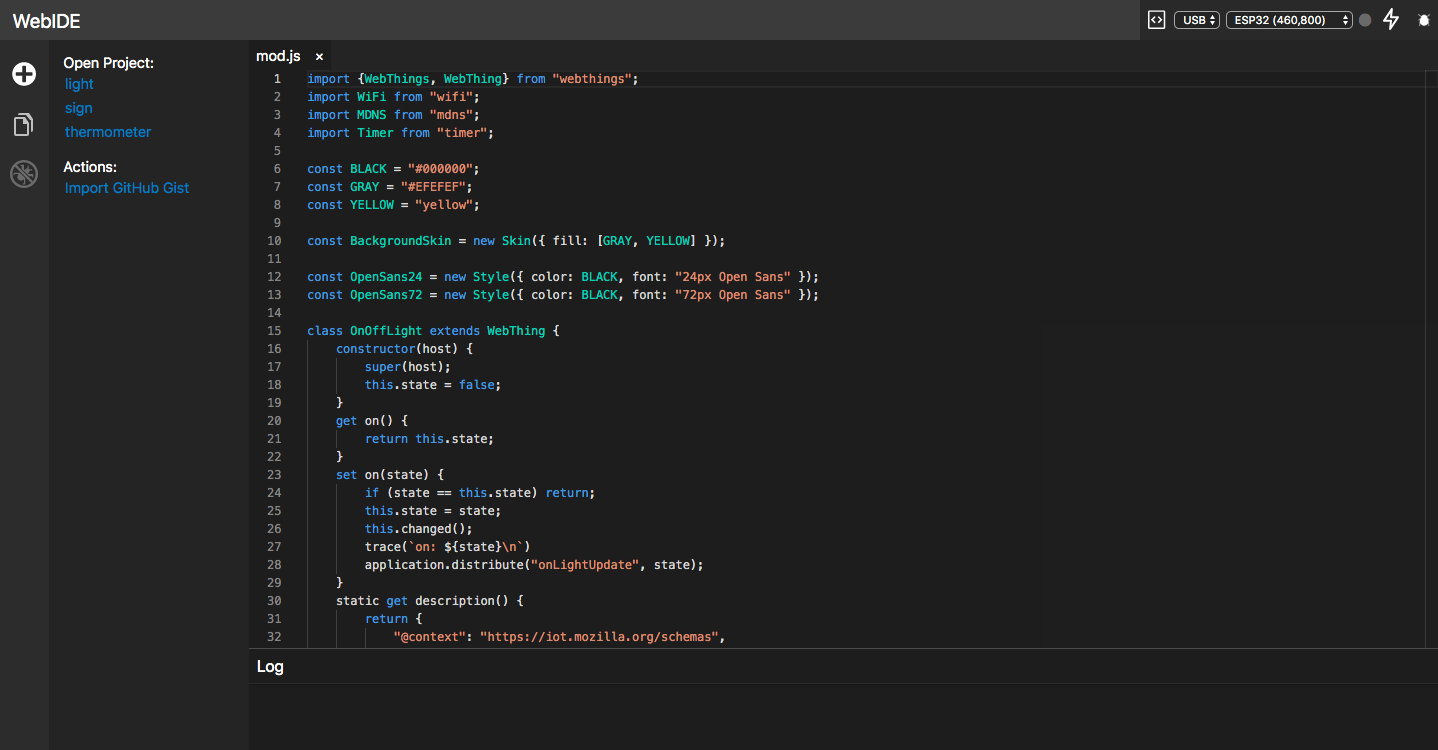 WebIDE
USB
ESP32 (460,800)
Open Project:
light
sign
thermometer
Actions:
Import GitHub Gist
mod.js ×
1 import {WebThings, WebThing} from "webthings";
2 import WiFi from "wifi";
3 import MDNS from "mdns";
4 import Timer from "timer";
5
6 const BLACK = "#000000";
7 const GRAY = "#EFEFEF";
8 const YELLOW = "yellow";
9
10 const BackgroundSkin = new Skin({ fill: [GRAY, YELLOW] });
11
12 const OpenSans24 = new Style({ color: BLACK, font: "24px Open Sans" });
13 const OpenSans72 = new Style({ color: BLACK, font: "72px Open Sans" });
14
15 class OnOffLight extends WebThing {
16     constructor(host) {
17         super(host);
18         this.state = false;
19     }
20     get on() {
21         return this.state;
22     }
23     set on(state) {
24         if (state == this.state) return;
25         this.state = state;
26         this.changed();
27         trace(`on: ${state}\n`)
28         application.distribute("onLightUpdate", state);
29     }
30     static get description() {
31         return {
32             "@context": "https://iot.mozilla.org/schemas",
Log